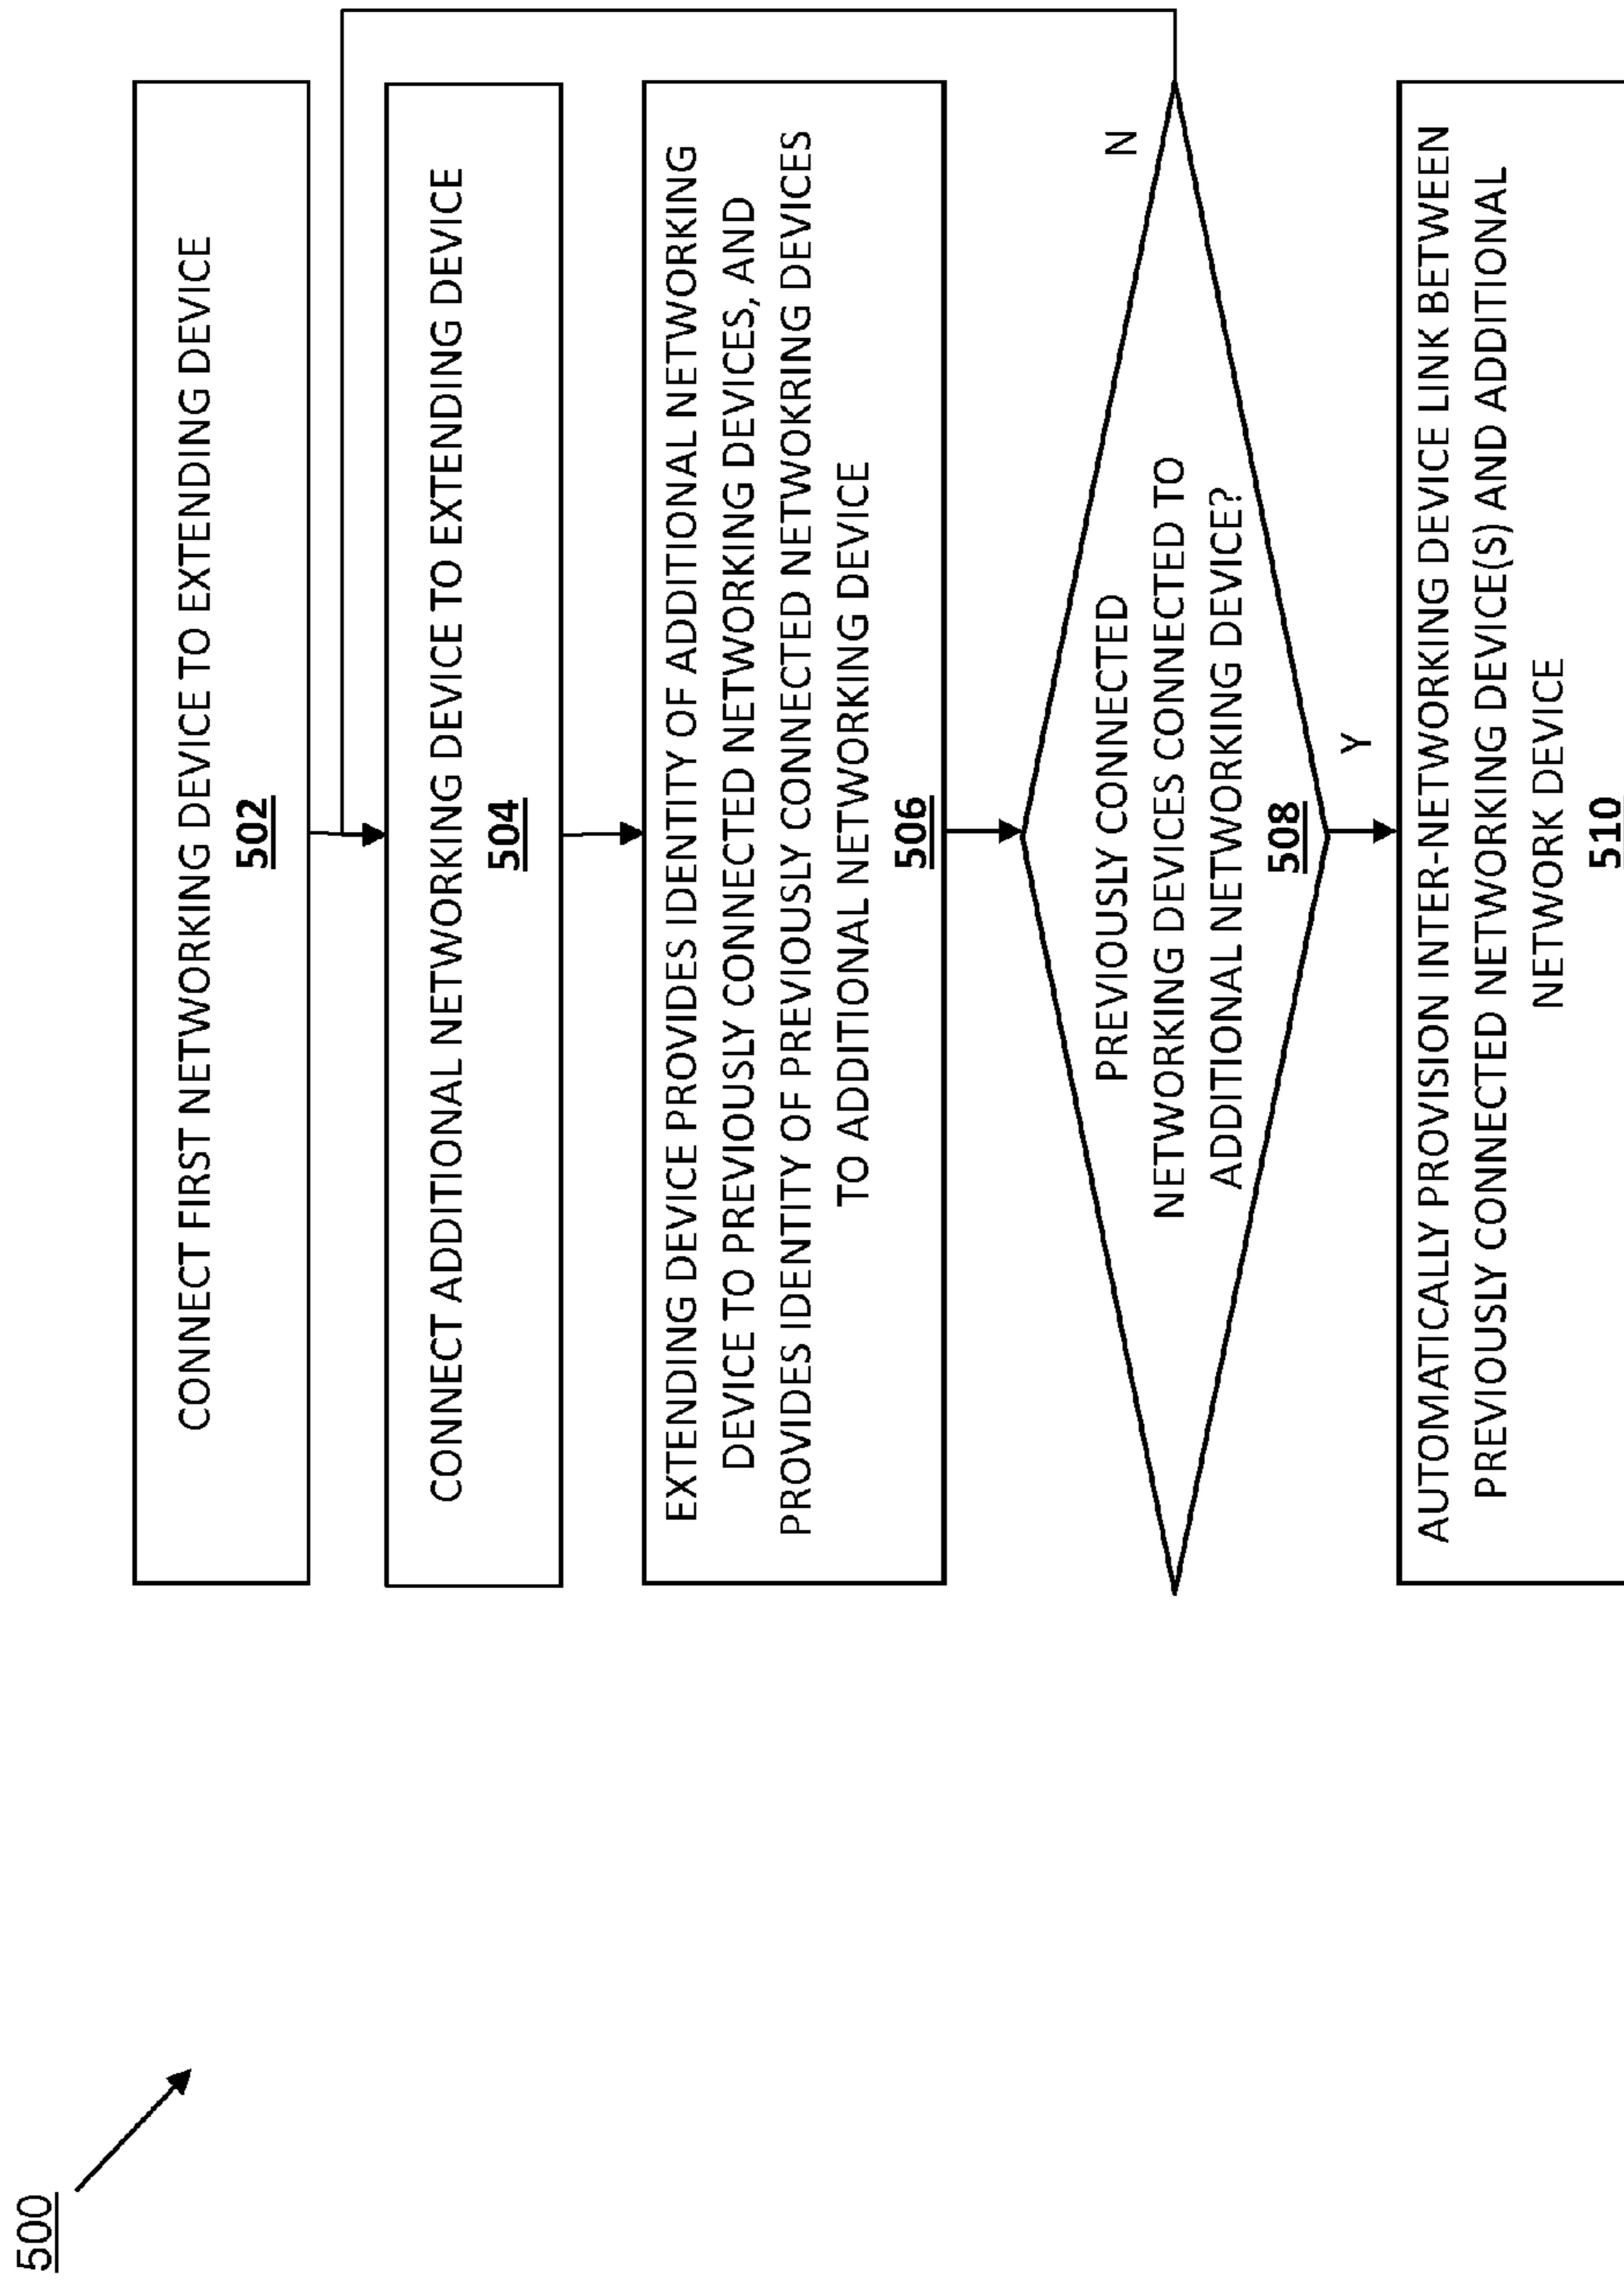 500
CONNECT FIRST NETWORKING DEVICE TO EXTENDING DEVICE
502
CONNECT ADDITIONAL NETWORKING DEVICE TO EXTENDING DEVICE
504
EXTENDING DEVICE PROVIDES IDENTITY OF ADDITIONAL NETWORKING
DEVICE TO PREVIOUSLY CONNECTED NETWORKING DEVICES, AND
PROVIDES IDENTITY OF PREVIOUSLY CONNECTED NETWOKRING DEVICES
TO ADDITIONAL NETWORKING DEVICE
506
N
PREVIOUSLY CONNECTED
NETWORKING DEVICES CONNECTED TO
ADDITIONAL NETWORKING DEVICE?
508
Y
AUTOMATICALLY PROVISION INTER-NETWORKING DEVICE LINK BETWEEN
PREVIOUSLY CONNECTED NETWORKING DEVICE(S) AND ADDITIONAL
NETWORK DEVICE
510